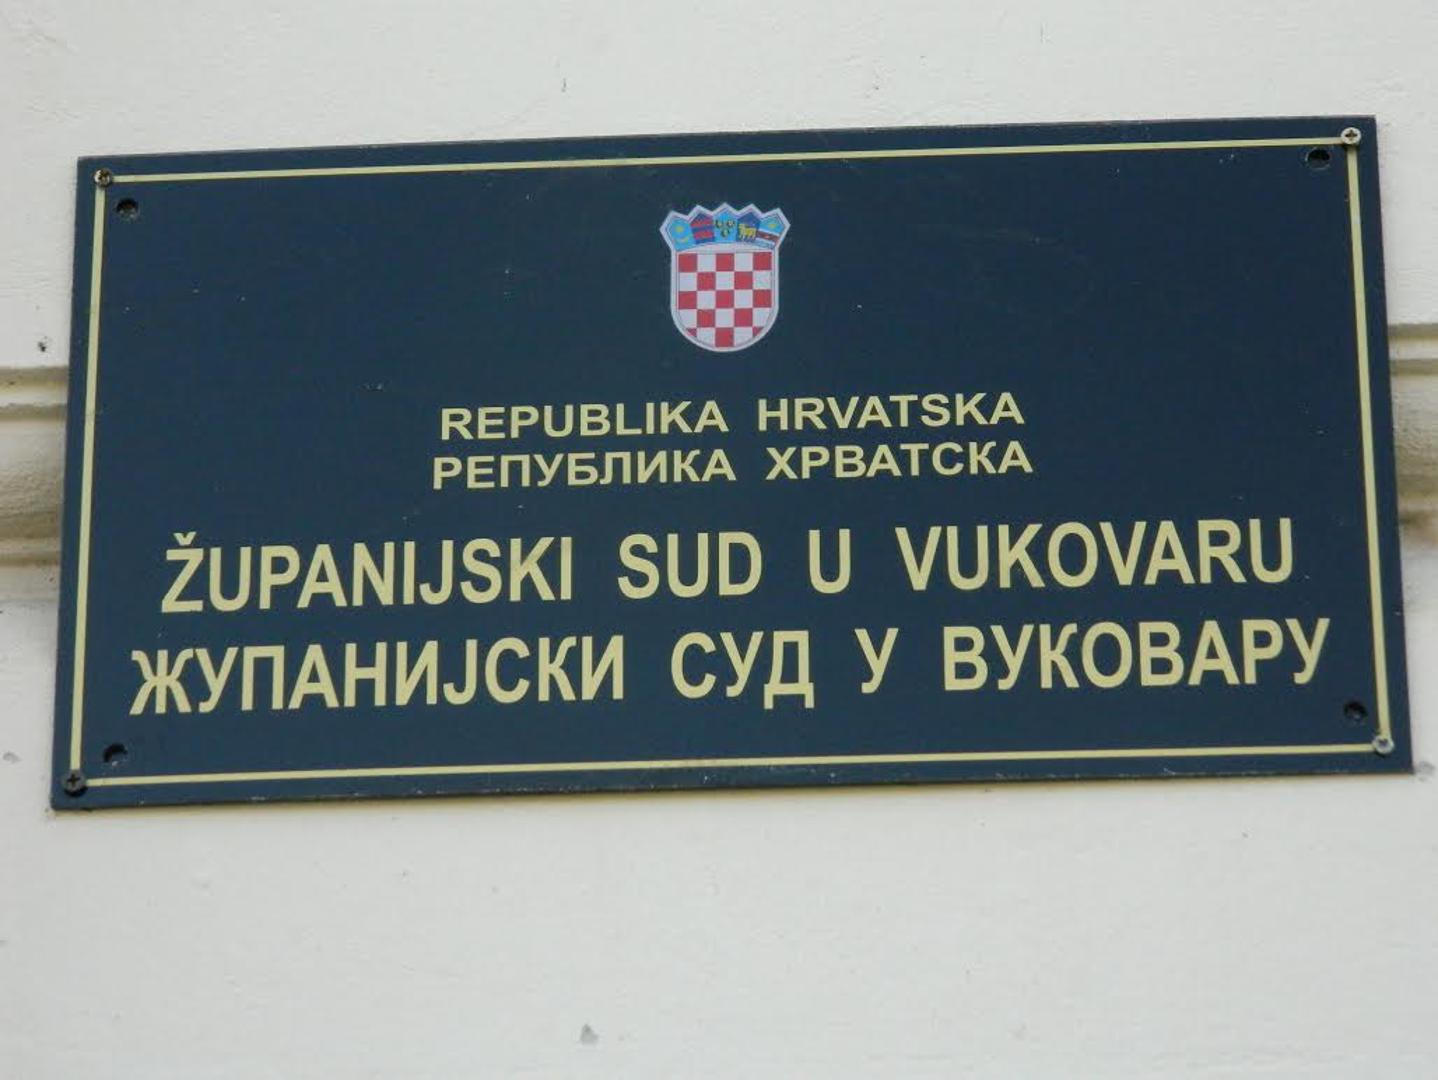 REPUBLIKA HRVATSKA
РЕПУБЛИКА ХРВАТСКА
ŽUPANIJSKI SUD U VUKOVARU
ЖУПАНИЈСКИ СУД У ВУКОВАРУ